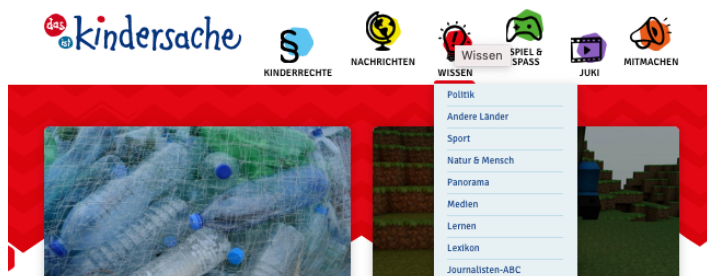 das
ist
kindersache
§
KINDERRECHTE
NACHRICHTEN
WISSEN
Wissen
SPIEL &
SPASS
JUKI
MITMACHEN
Politik
Andere Länder
Sport
Natur & Mensch
Panorama
Medien
Lernen
Lexikon
Journalisten-ABC